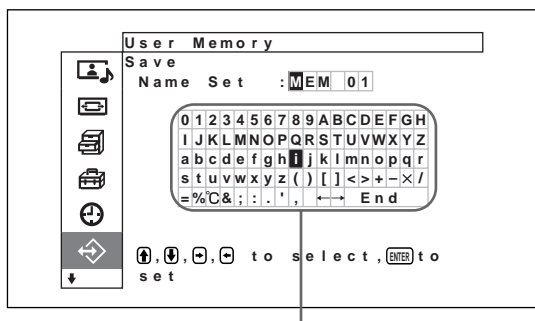 User Memory
Save
Name Set :MEM 01
0123456789ABCDEFGH
IJKLMNOPQRSTUVWXYZ
abcdefghijklmnopqr
stuvwxyz()[]<>+−×/
=%℃&;:.',←→End
↑,↓,→,← to select,ENTER to
set